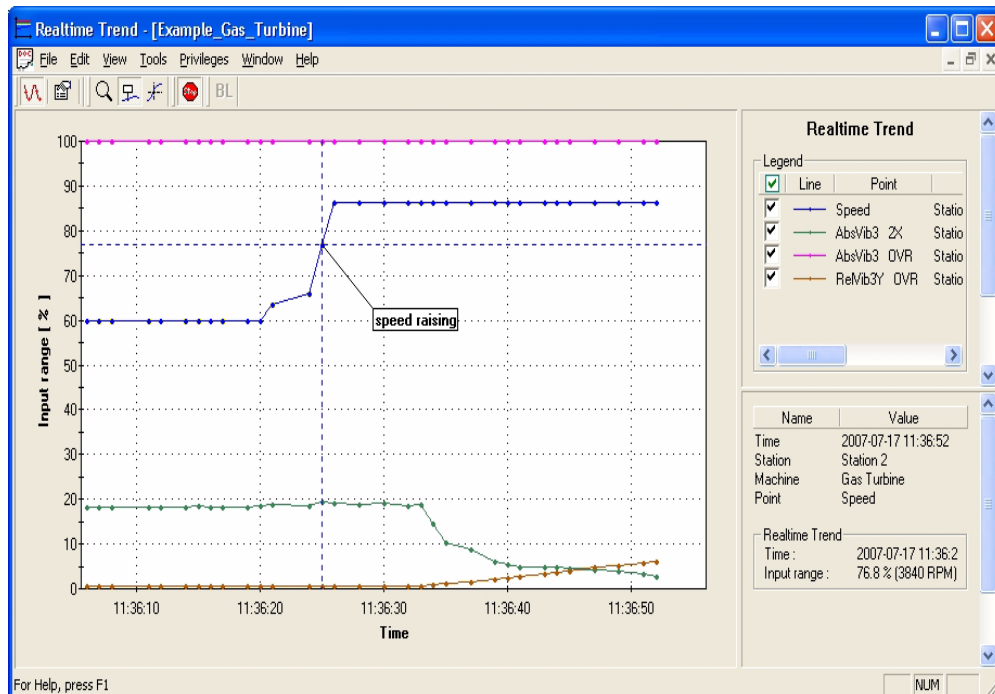 Realtime Trend - [Example_Gas_Turbine]
File Edit View Tools Privileges Window Help
STOP BL
100
90
80
70
60
50
40
30
20
10
0
Input range [ % ]
speed raising
11:36:10 11:36:20 11:36:30 11:36:40 11:36:50
Time
Realtime Trend
Legend
Line Point
Speed Statio
AbsVib3 2X Statio
AbsVib3 OVR Statio
RelVib3Y OVR Statio
Name Value
Time 2007-07-17 11:36:52
Station Station 2
Machine Gas Turbine
Point Speed
Realtime Trend
Time : 2007-07-17 11:36:2
Input range : 76.8 % (3840 RPM)
For Help, press F1
NUM